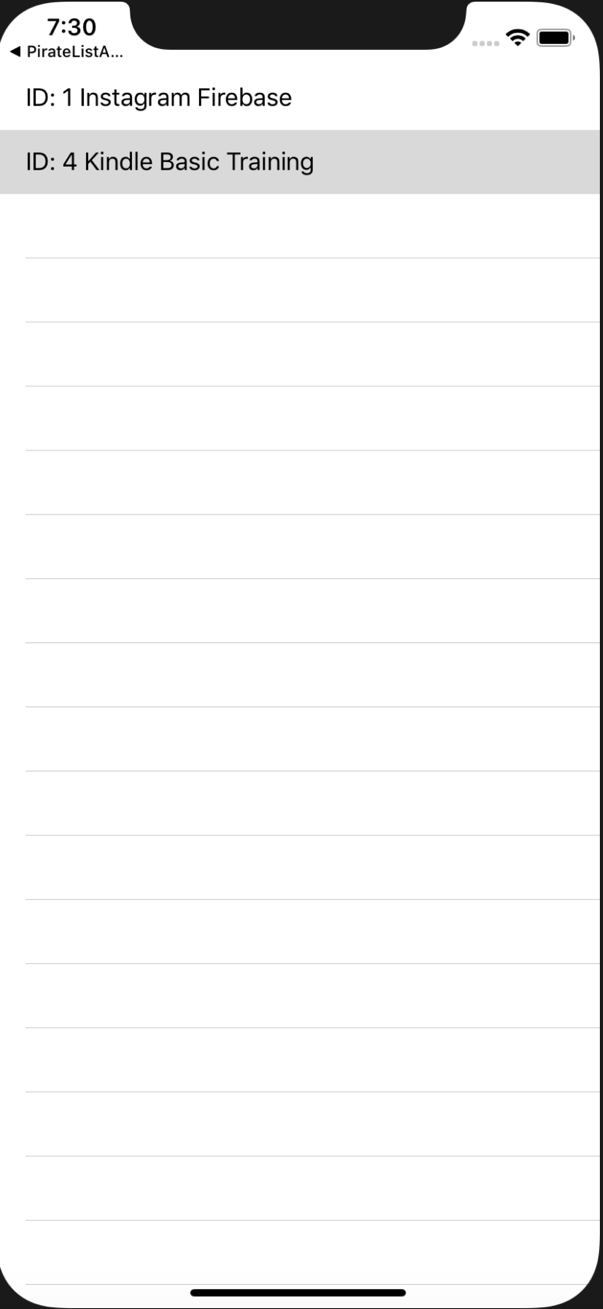 7:30
◀ PirateListA...
ID: 1 Instagram Firebase
ID: 4 Kindle Basic Training